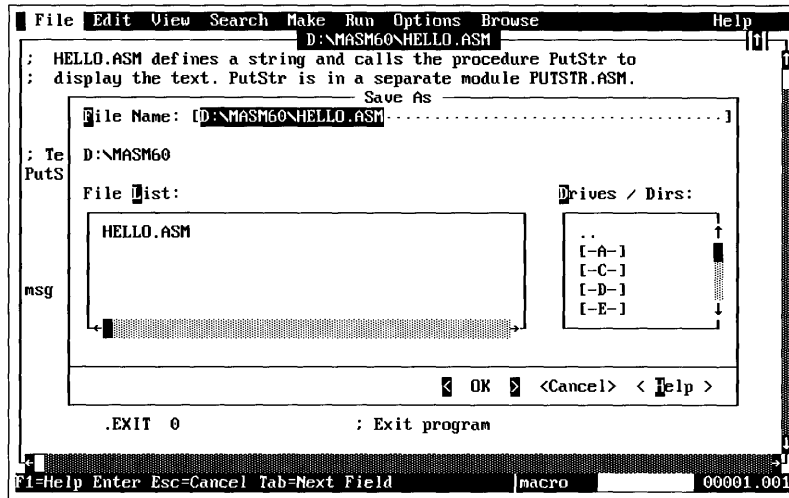 File Edit View Search Make Run Options Browse Help
D:\MASM60\HELLO.ASM
; HELLO.ASM defines a string and calls the procedure PutStr to
; display the text. PutStr is in a separate module PUTSTR.ASM.
Save As
File Name: [D:\MASM60\HELLO.ASM.....................................]
; Te
D:\MASM60
PutS
File List:
Drives / Dirs:
HELLO.ASM
..
[-A-]
[-C-]
[-D-]
[-E-]
msg
< OK > <Cancel> < Help >
.EXIT 0 ; Exit program
F1=Help Enter Esc=Cancel Tab=Next Field macro 00001.001